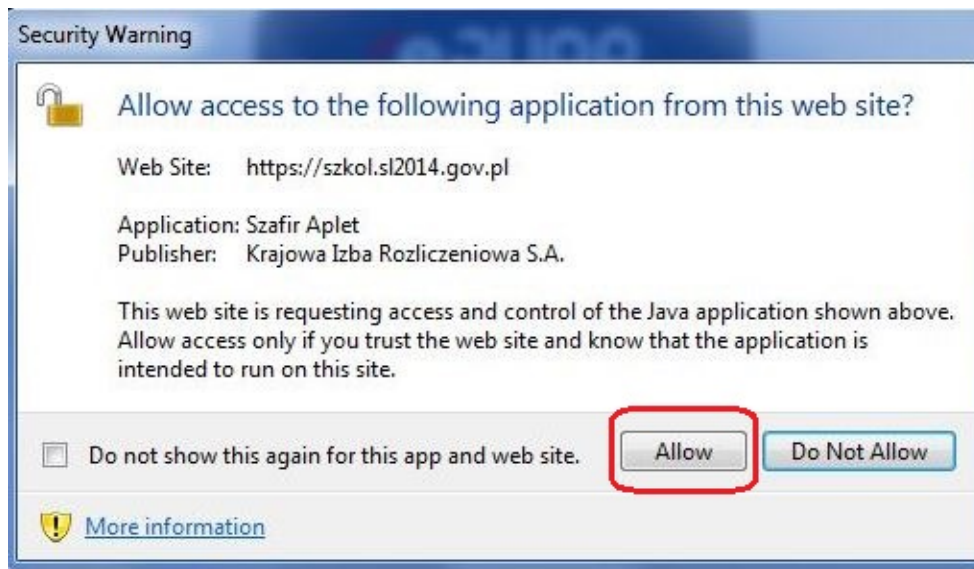 Security Warning
Allow access to the following application from this web site?
Web Site: https://szkol.sl2014.gov.pl
Application: Szafir Aplet
Publisher: Krajowa Izba Rozliczeniowa S.A.
This web site is requesting access and control of the Java application shown above.
Allow access only if you trust the web site and know that the application is
intended to run on this site.
Do not show this again for this app and web site.
Allow
Do Not Allow
More information